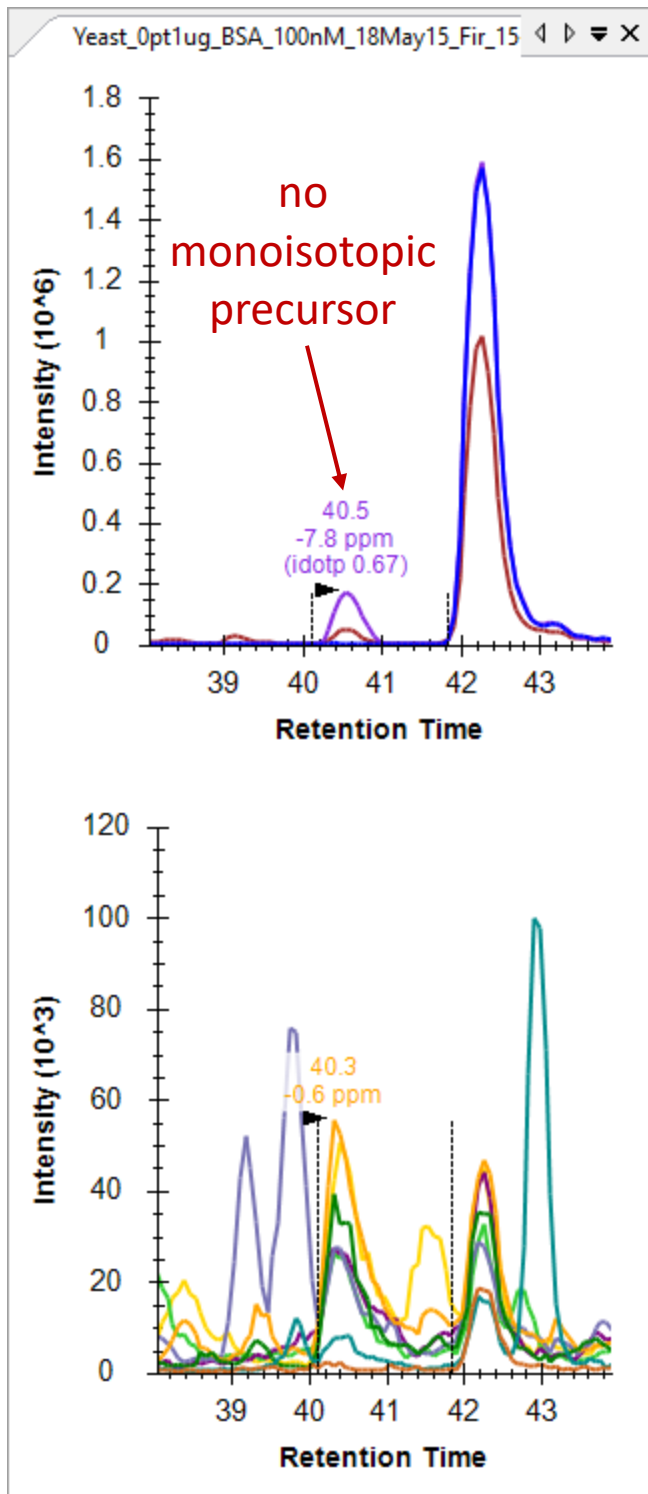 Yeast_0pt1ug_BSA_100nM_18May15_Fir_15
no
monoisotopic
precursor
Intensity (10^6)
1.8
1.6
1.4
1.2
1
0.8
0.6
0.4
0.2
0
40.5
-7.8 ppm
(idotp 0.67)
39 40 41 42 43
Retention Time
Intensity (10^3)
120
100
80
60
40
20
0
40.3
-0.6 ppm
39 40 41 42 43
Retention Time